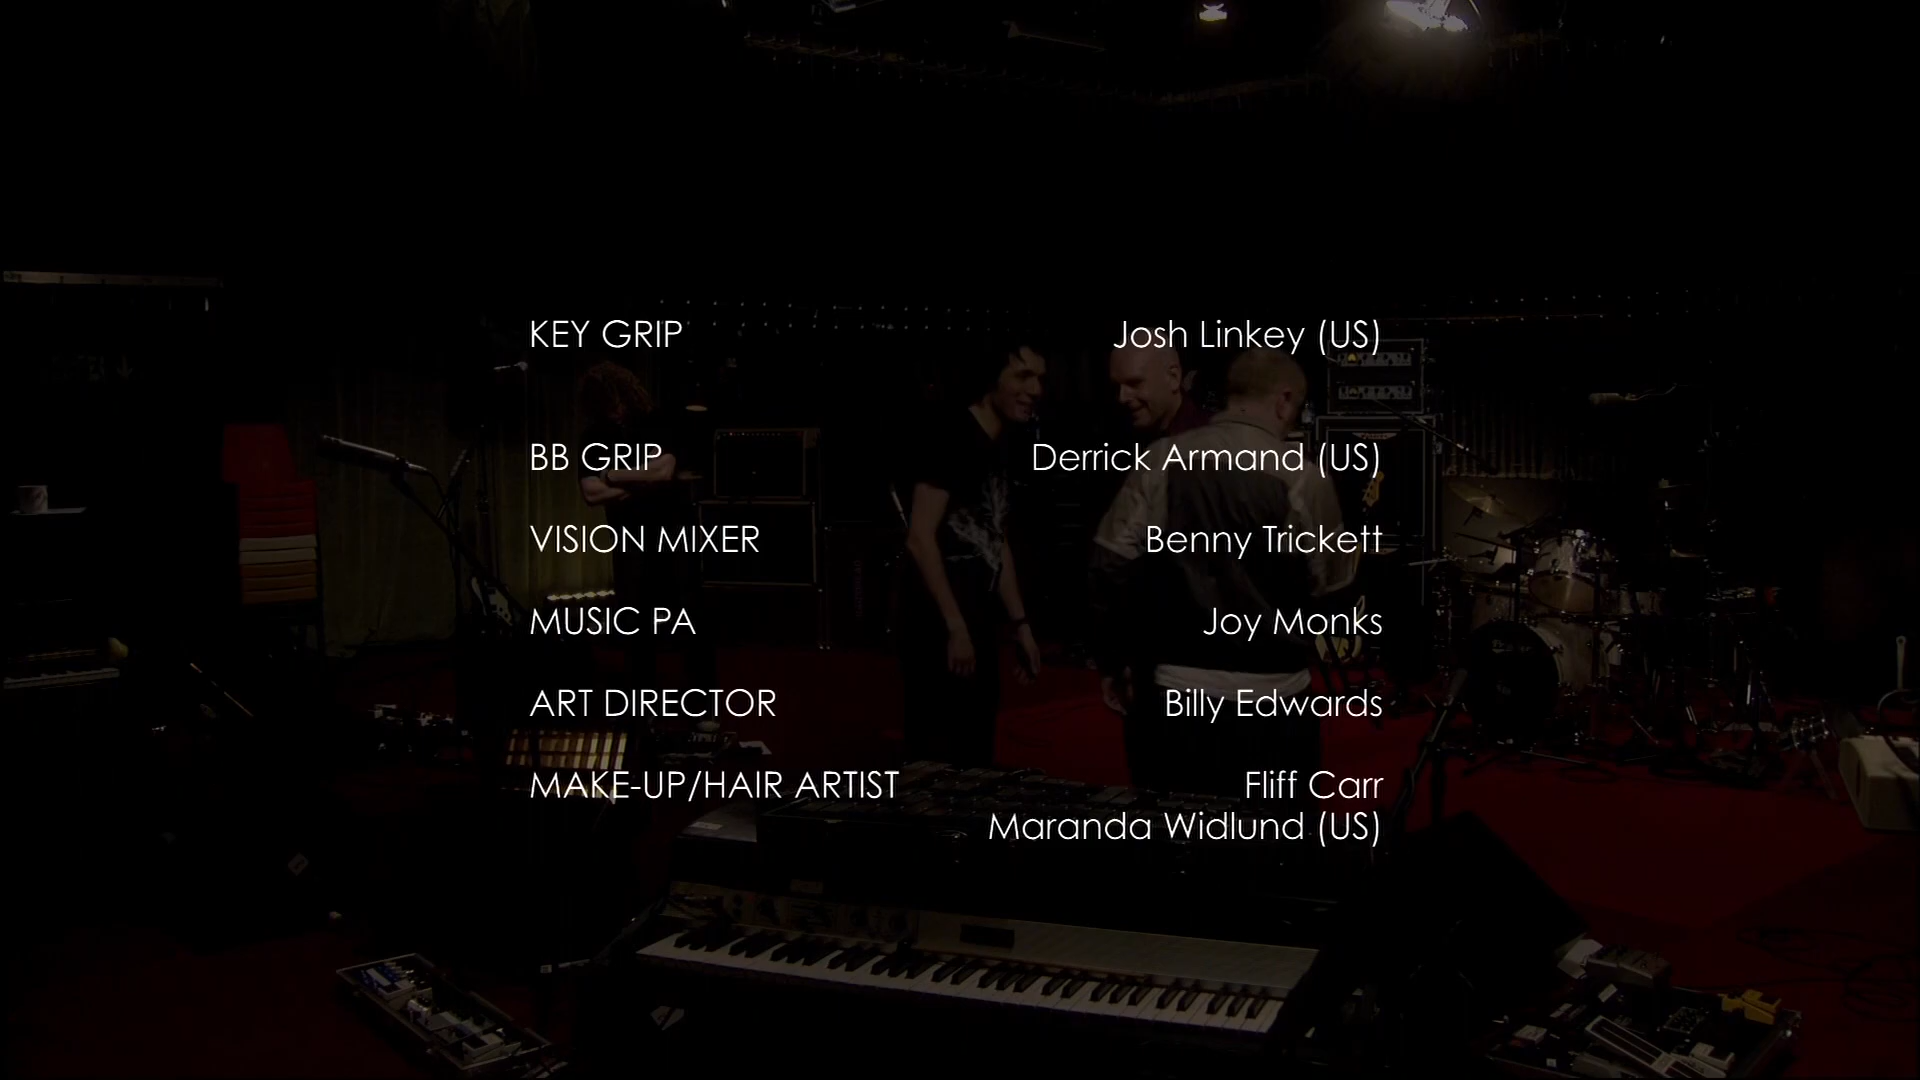 KEY GRIP Josh Linkey (US)
BB GRIP Derrick Armand (US)
VISION MIXER Benny Trickett
MUSIC PA Joy Monks
ART DIRECTOR Billy Edwards
MAKE-UP/HAIR ARTIST Fliff Carr
Maranda Widlund (US)